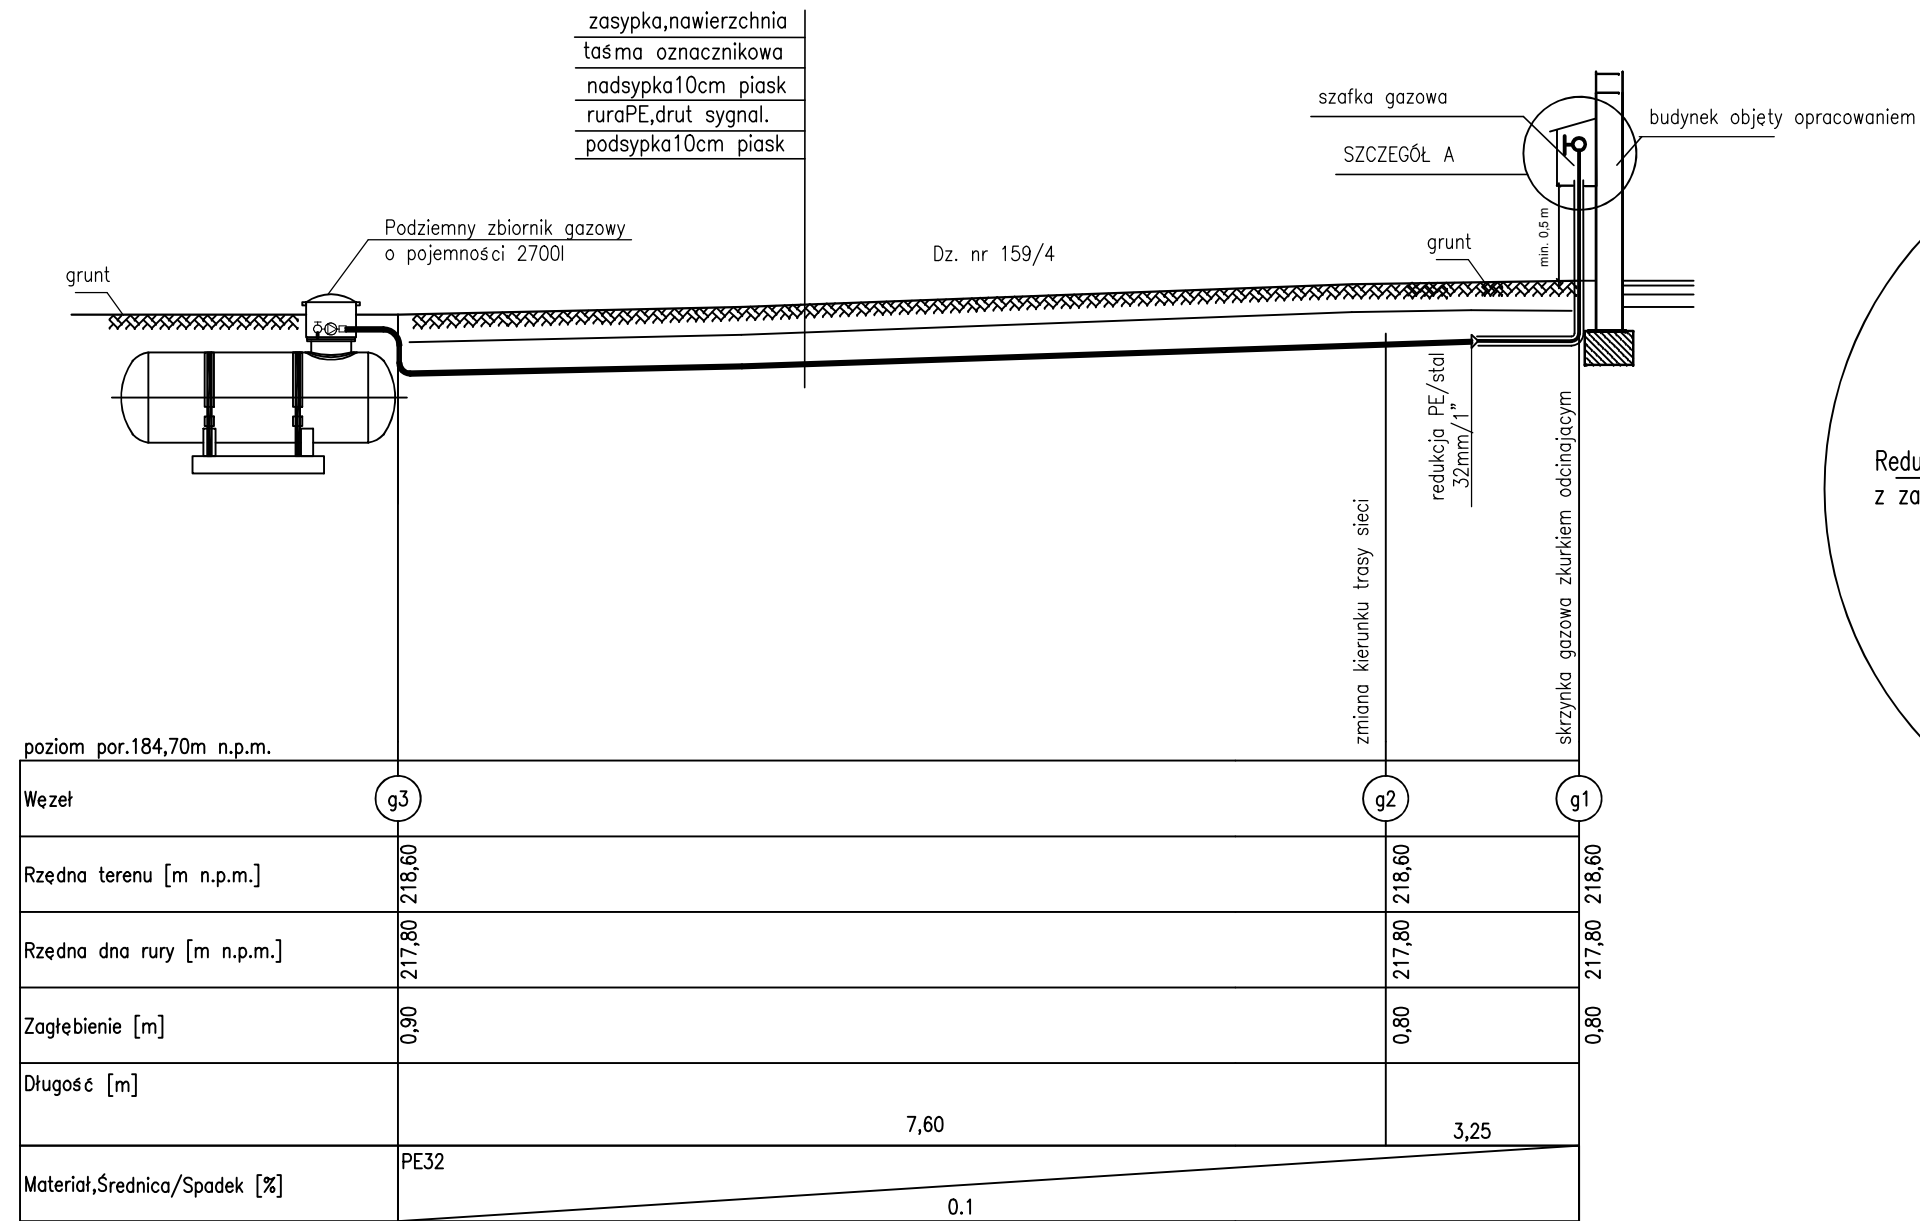 zasypka,nawierzchnia
taśma oznacznikowa
nadsypka10cm piask
ruraPE,drut sygnal.
podsypka10cm piask
szafka gazowa
budynek objęty opracowaniem
SZCZEGÓŁ A
Podziemny zbiornik gazowy
o pojemności 2700l
Dz. nr 159/4
grunt
grunt
min. 0,5 m
redukcja PE/stal
32mm/1"
zmiana kierunku trasy sieci
skrzynka gazowa zkurkiem odcinającym
Redu
z za
poziom por.184,70m n.p.m.
Węzeł g3 g2 g1
Rzędna terenu [m n.p.m.] 218,60 218,60 218,60
Rzędna dna rury [m n.p.m.] 217,80 217,80 217,80
Zagłębienie [m] 0,90 0,80 0,80
Długość [m]
7,60 3,25
PE32
Materiał,Średnica/Spadek [%]
0.1